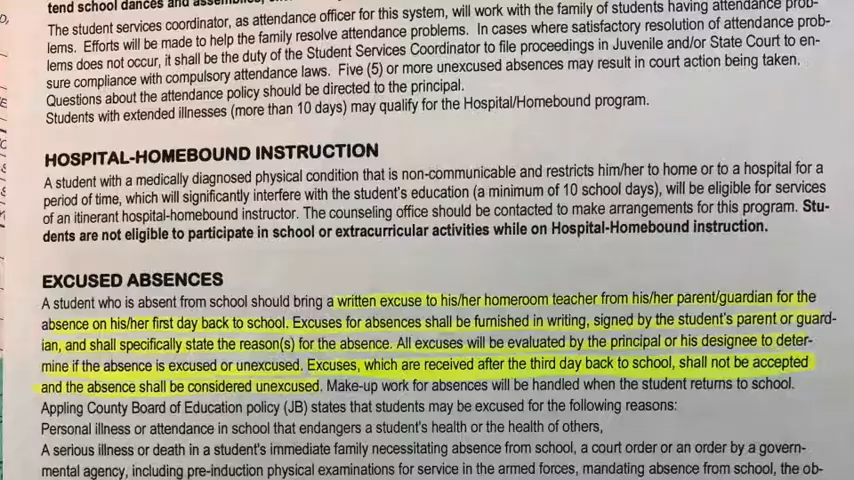 tend school dances and
The student services coordinator, as attendance officer for this system, will work with the family of students having attendance prob-
lems. Efforts will be made to help the family resolve attendance problems. In cases where satisfactory resolution of attendance prob-
lems does not occur, it shall be the duty of the Student Services Coordinator to file proceedings in Juvenile and/or State Court to en-
sure compliance with compulsory attendance laws. Five (5) or more unexcused absences may result in court action being taken.
Questions about the attendance policy should be directed to the principal.
Students with extended illnesses (more than 10 days) may qualify for the Hospital/Homebound program.
HOSPITAL-HOMEBOUND INSTRUCTION
A student with a medically diagnosed physical condition that is non-communicable and restricts him/her to home or to a hospital for a
period of time, which will significantly interfere with the student's education (a minimum of 10 school days), will be eligible for services
of an itinerant hospital-homebound instructor. The counseling office should be contacted to make arrangements for this program. Stu-
dents are not eligible to participate in school or extracurricular activities while on Hospital-Homebound instruction.
EXCUSED ABSENCES
A student who is absent from school should bring a written excuse to his/her homeroom teacher from his/her parent/guardian for the
absence on his/her first day back to school. Excuses for absences shall be furnished in writing, signed by the student's parent or guard-
ian, and shall specifically state the reason(s) for the absence. All excuses will be evaluated by the principal or his designee to deter-
mine if the absence is excused or unexcused. Excuses, which are received after the third day back to school, shall not be accepted
and the absence shall be considered unexcused. Make-up work for absences will be handled when the student returns to school.
Appling County Board of Education policy (JB) states that students may be excused for the following reasons:
Personal illness or attendance in school that endangers a student's health or the health of others,
A serious illness or death in a student's immediate family necessitating absence from school, a court order or an order by a govern-
mental agency, including pre-induction physical examinations for service in the armed forces, mandating absence from school, the ob-